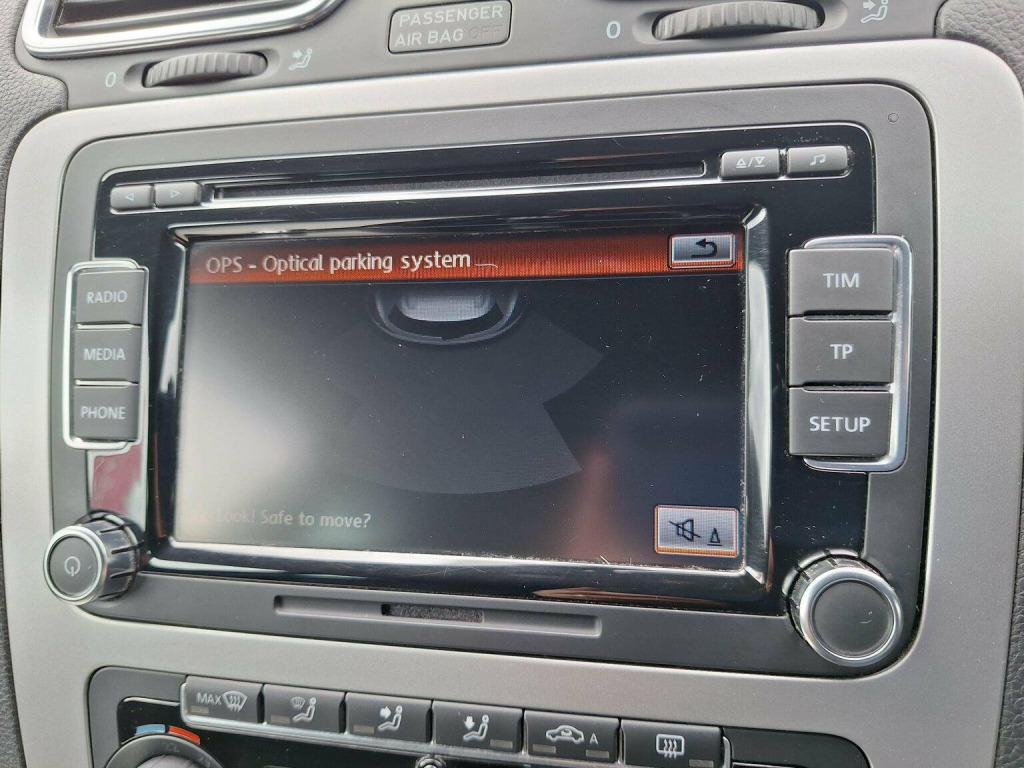 PASSENGER
AIR BAG OFF
0
0
OPS - Optical parking system
RADIO
MEDIA
PHONE
TIM
TP
SETUP
Look! Safe to move?
MAX
A